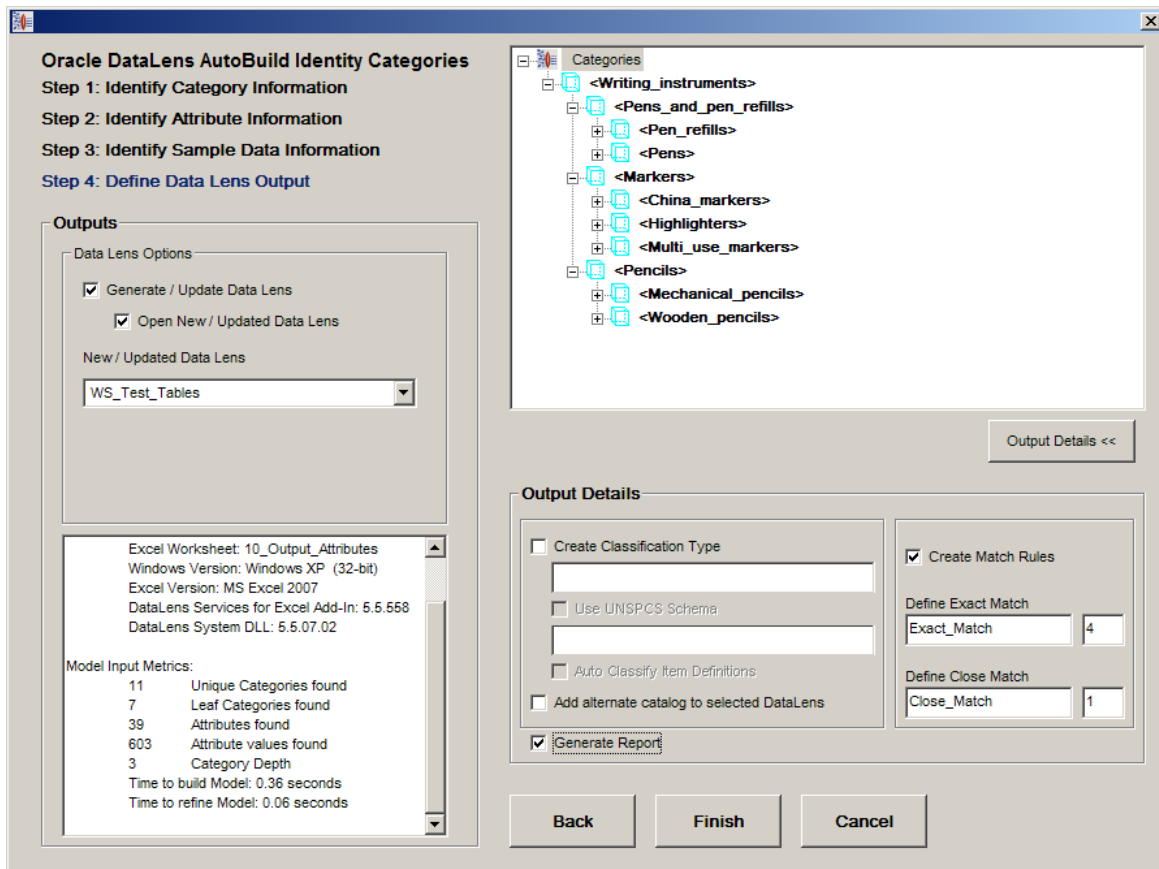 Oracle DataLens AutoBuild Identity Categories
Step 1: Identify Category Information
Step 2: Identify Attribute Information
Step 3: Identify Sample Data Information
Step 4: Define Data Lens Output
Outputs
Data Lens Options
Generate / Update Data Lens
Open New / Updated Data Lens
New / Updated Data Lens
WS_Test_Tables
Excel Worksheet: 10_Output_Attributes
Windows Version: Windows XP (32-bit)
Excel Version: MS Excel 2007
DataLens Services for Excel Add-In: 5.5.558
DataLens System DLL: 5.5.07.02
Model Input Metrics:
11 Unique Categories found
7 Leaf Categories found
39 Attributes found
603 Attribute values found
3 Category Depth
Time to build Model: 0.36 seconds
Time to refine Model: 0.06 seconds
Categories
<Writing_instruments>
<Pens_and_pen_refills>
<Pen_refills>
<Pens>
<Markers>
<China_markers>
<Highlighters>
<Multi_use_markers>
<Pencils>
<Mechanical_pencils>
<Wooden_pencils>
Output Details <<
Output Details
Create Classification Type
Use UNSPCS Schema
Auto Classify Item Definitions
Add alternate catalog to selected DataLens
Generate Report
Create Match Rules
Define Exact Match
Exact_Match 4
Define Close Match
Close_Match 1
Back Finish Cancel